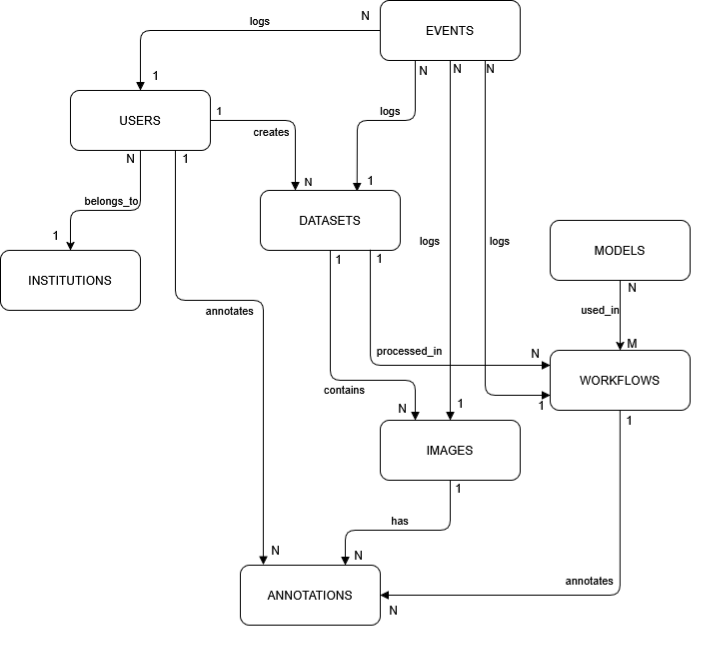 N
EVENTS
logs
N
N
N
1
1
logs
USERS
creates
N
1
belongs_to
1
N
1
DATASETS
INSTITUTIONS
logs
logs
MODELS
1
1
N
annotates
used_in
processed_in
N
M
WORKFLOWS
contains
N
1
1
1
IMAGES
1
has
N
N
annotates
ANNOTATIONS
N